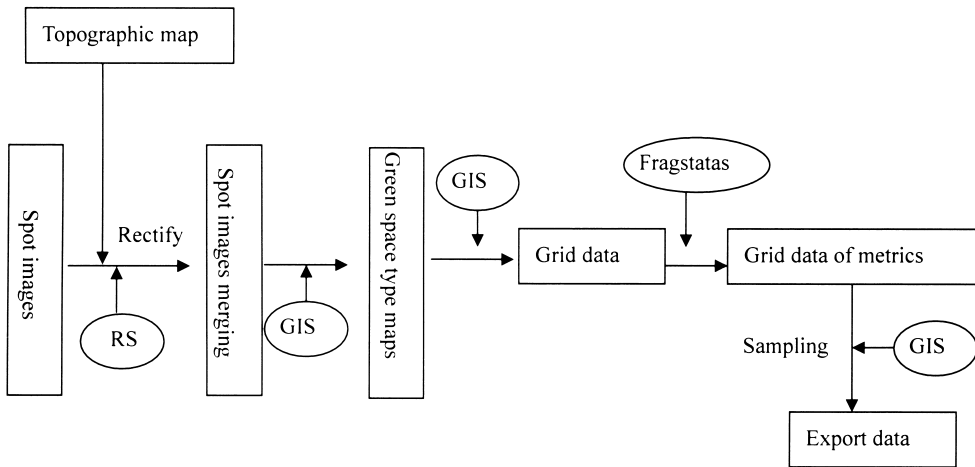 Topographic map
Spot images
Rectify
RS
Spot images merging
GIS
Green space type maps
GIS
Grid data
Fragstatas
Grid data of metrics
Sampling
GIS
Export data